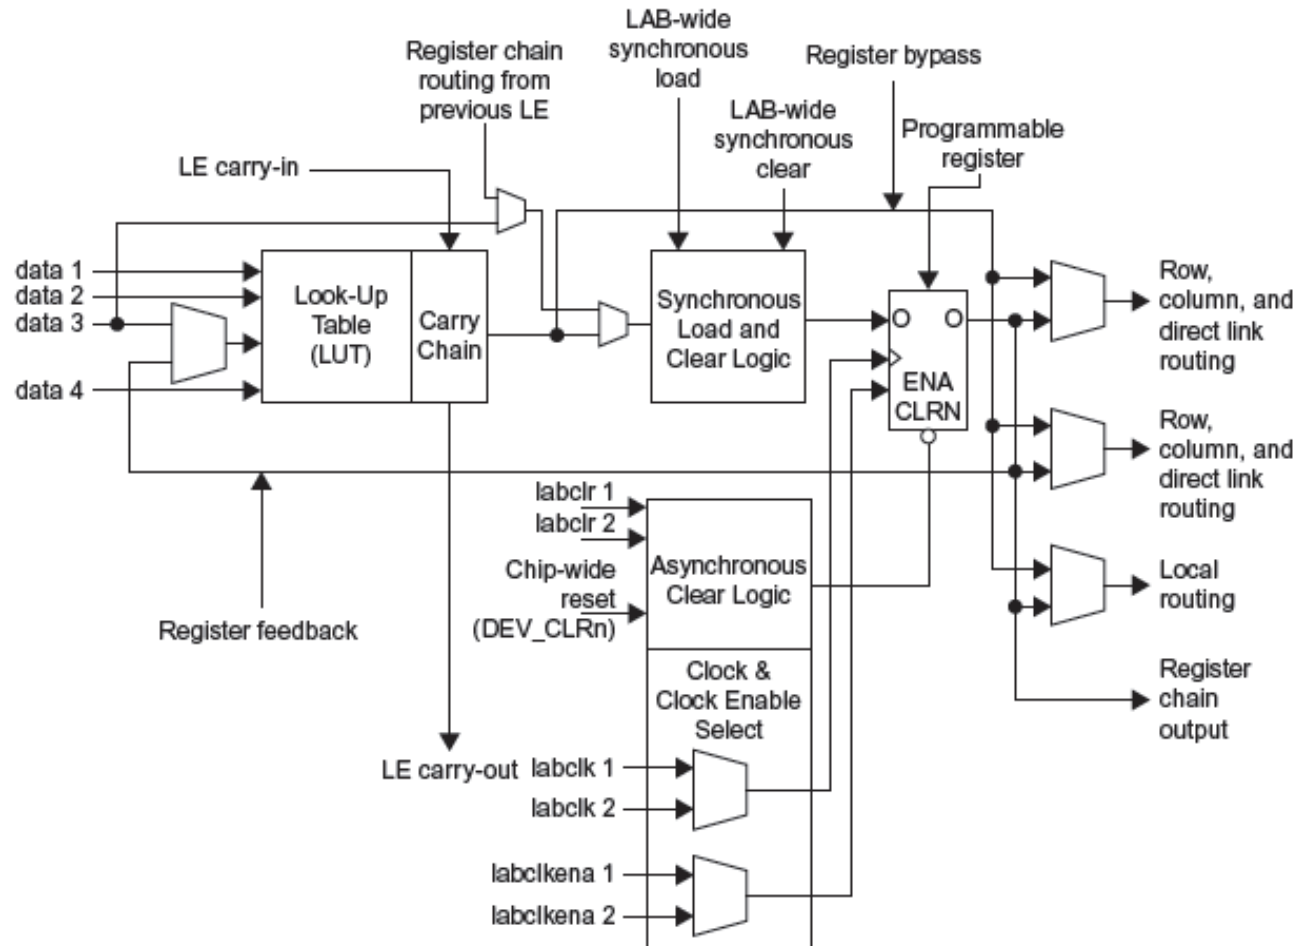 LAB-wide
synchronous
load
Register chain
routing from
previous LE
Register bypass
LAB-wide
synchronous
clear
Programmable
register
LE carry-in
data 1
data 2
data 3
data 4
Look-Up
Table
(LUT)
Carry
Chain
Synchronous
Load and
Clear Logic
O O
ENA
CLRN
Row,
column, and
direct link
routing
Row,
column, and
direct link
routing
Local
routing
Register
chain
output
Register feedback
labclr 1
labclr 2
Chip-wide
reset
(DEV_CLRn)
Asynchronous
Clear Logic
Clock &
Clock Enable
Select
LE carry-out
labclk 1
labclk 2
labclkena 1
labclkena 2